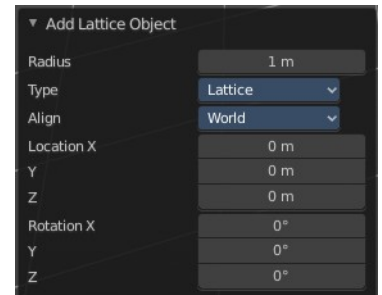 Add Lattice Object
Radius 1 m
Type Lattice
Align World
Location X 0 m
Y 0 m
Z 0 m
Rotation X 0°
Y 0°
Z 0°